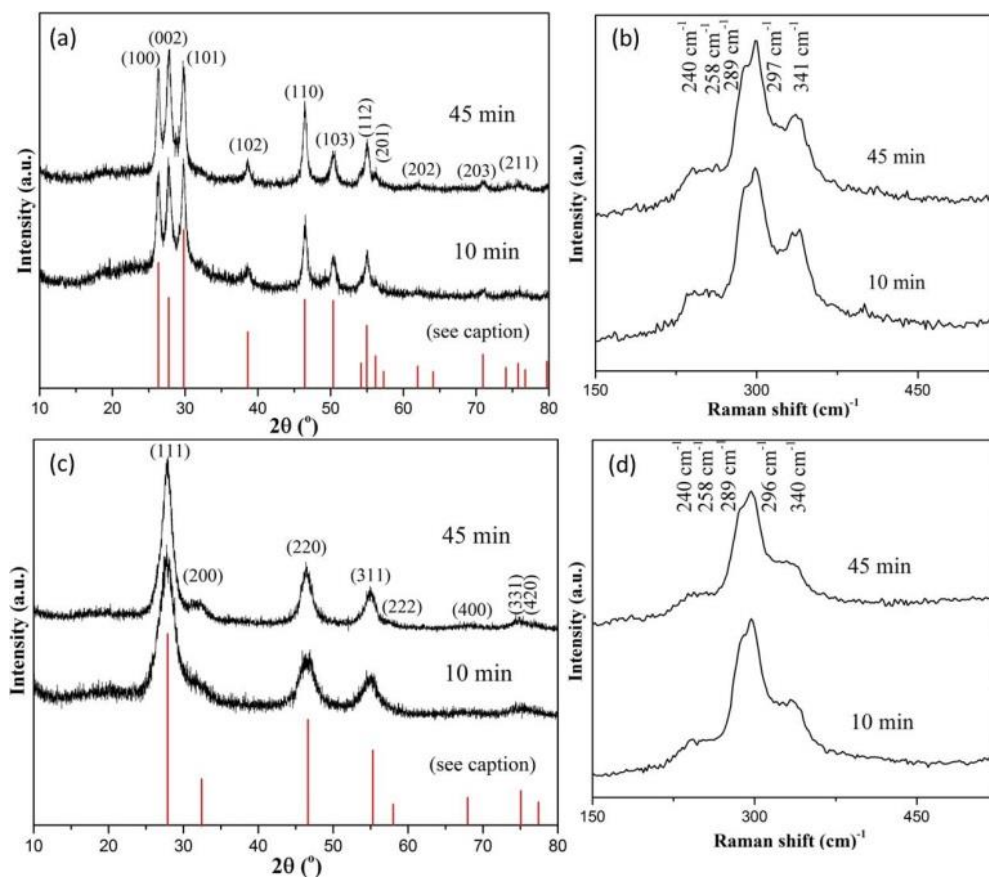 (a)
(100)
(002)
(101)
(102)
(110)
(103)
(112)
(201)
(202)
(203)
(211)
45 min
10 min
(see caption)
Intensity (a.u.)
10 20 30 40 50 60 70 80
2θ (°)
(b)
240 cm-1
258 cm-1
289 cm-1
297 cm-1
341 cm-1
45 min
10 min
Intensity (a.u.)
150 300 450
Raman shift (cm)-1
(c)
(111)
(200)
(220)
(311)
(222)
(400)
(331)
(420)
45 min
10 min
(see caption)
Intensity (a.u.)
10 20 30 40 50 60 70 80
2θ (°)
(d)
240 cm-1
258 cm-1
289 cm-1
296 cm-1
340 cm-1
45 min
10 min
Intensity (a.u.)
150 300 450
Raman shift (cm)-1